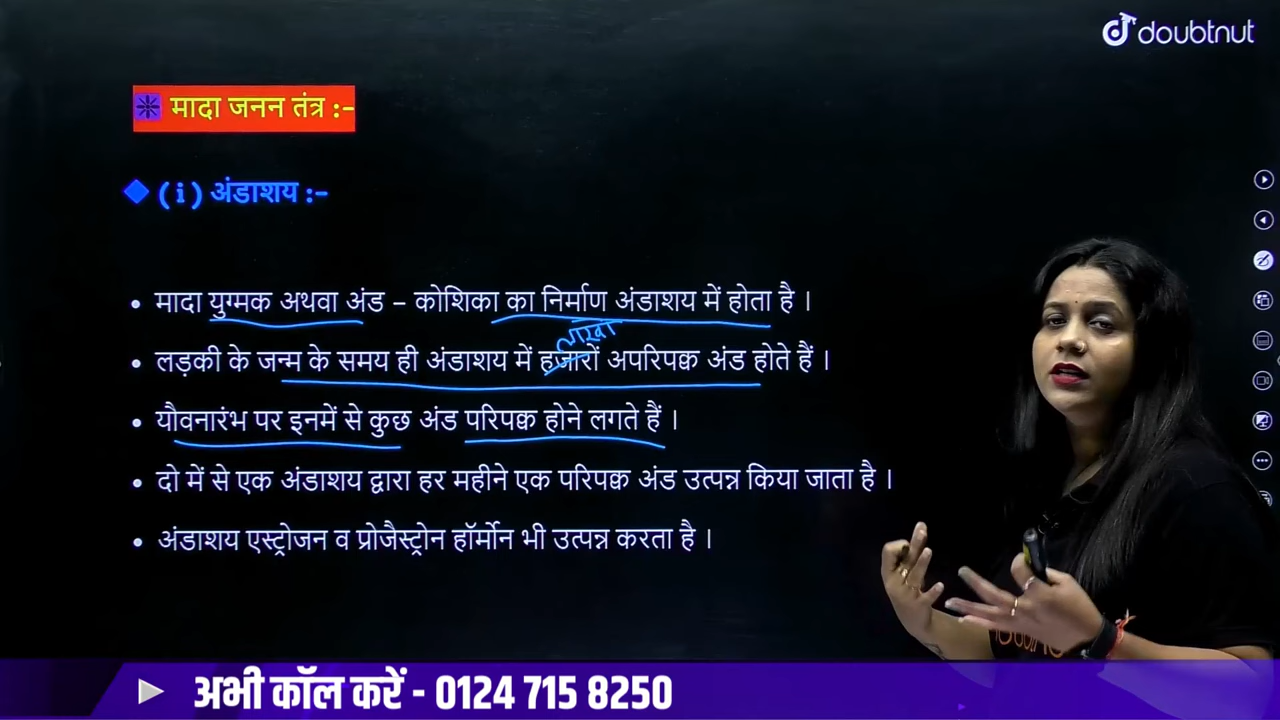 doubtnut
मादा जनन तंत्र :-
( i ) अंडाशय :-
• मादा युग्मक अथवा अंड – कोशिका का निर्माण अंडाशय में होता है ।
लाखों
• लड़की के जन्म के समय ही अंडाशय में हजारों अपरिपक्व अंड होते हैं ।
• यौवनारंभ पर इनमें से कुछ अंड परिपक्व होने लगते हैं ।
• दो में से एक अंडाशय द्वारा हर महीने एक परिपक्व अंड उत्पन्न किया जाता है ।
• अंडाशय एस्ट्रोजन व प्रोजैस्ट्रोन हॉर्मोन भी उत्पन्न करता है ।
अभी कॉल करें - 0124 715 8250